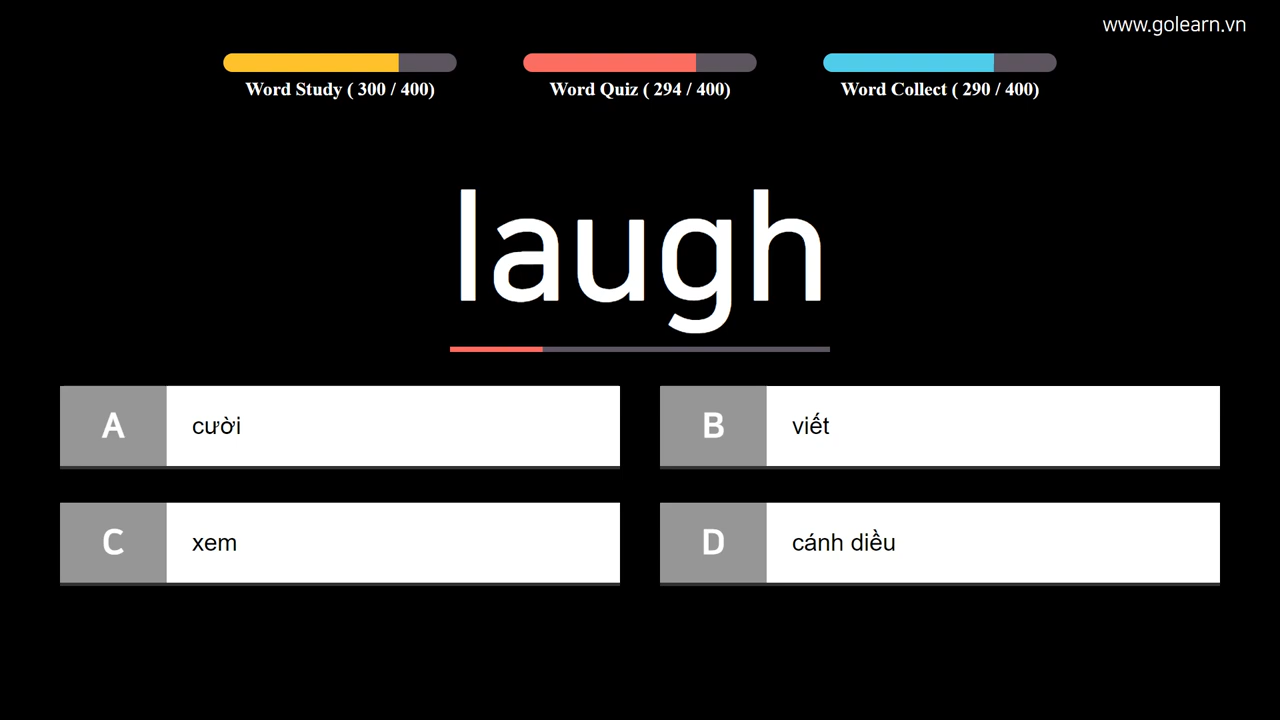 www.golearn.vn
Word Study ( 300 / 400)
Word Quiz ( 294 / 400)
Word Collect ( 290 / 400)
laugh
A cười
B viết
C xem
D cánh diều